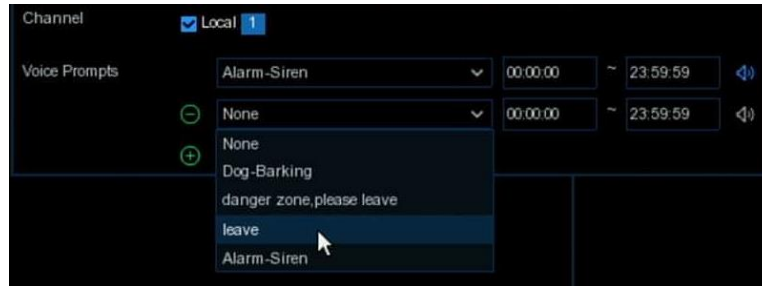 Channel Local 1
Voice Prompts Alarm-Siren 00:00:00 ~ 23:59:59
None 00:00:00 ~ 23:59:59
None
Dog-Barking
danger zone,please leave
leave
Alarm-Siren